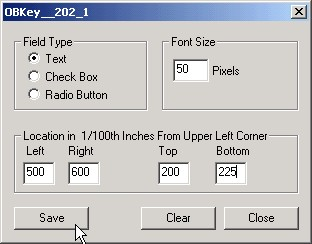 OBKey__202_1
Field Type
Text
Check Box
Radio Button
Font Size
50 Pixels
Location in 1/100th Inches From Upper Left Corner
Left Right Top Bottom
500 600 200 225
Save Clear Close